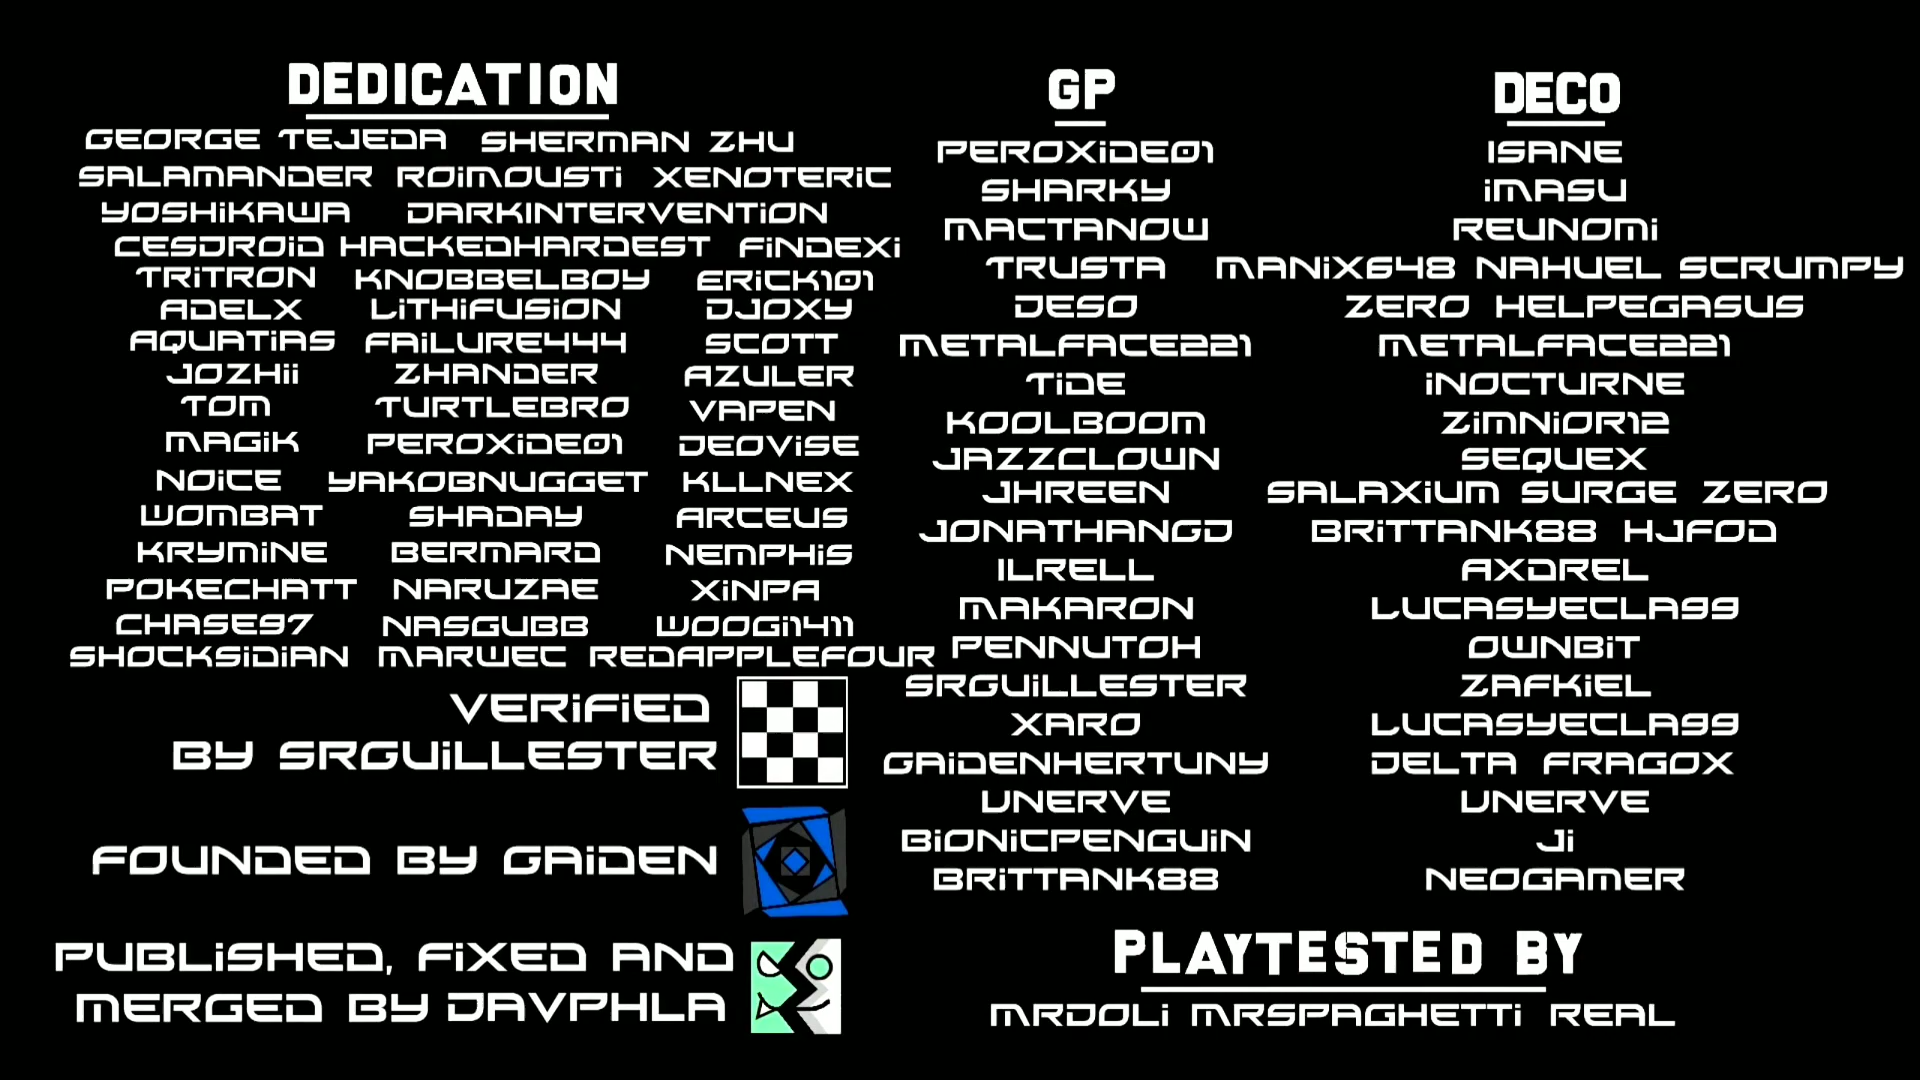 DEDICATION
GEORGE TEJEDA SHERMAN ZHU
SALAMANDER ROiMOUSTi XENOTERiC
YOSHiKAWA DARKINTERVENTiON
CESDROiD HACKEDHARDEST FiNDEXi
TRiTRON KNOBBELBOY ERiCK101
ADELX LiTHiFUSiON DJOXY
AQUATiAS FAiLURE444 SCOTT
JOZHii ZHANDER AZULER
TOM TURTLEBRO VAPEN
MAGiK PEROXiDE01 DEOViSE
NOiCE YAKOBNUGGET KLLNEX
WOMBAT SHADAY ARCEUS
KRYMiNE BERMARD NEMPHiS
POKECHATT NARUZAE XiNPA
CHASE97 NASGUBB WOOGi1411
SHOCKSiDiAN MARWEC REDAPPLEFOUR
VERiFiED
BY SRGUiLLESTER
FOUNDED BY GAiDEN
PUBLiSHED, FiXED AND
MERGED BY DAVPHLA
GP
PEROXiDE01
SHARKY
MACTANOW
TRUSTA
DESO
METALFACE221
TiDE
KOOLBOOM
JAZZCLOWN
JHREEN
JONATHANGD
ILRELL
MAKARON
PENNUTOH
SRGUiLLESTER
XARO
GAiDENHERTUNY
UNERVE
BiONiCPENGUiN
BRiTTANK88
DECO
ISANE
iMASU
REUNOMi
MANiX648 NAHUEL SCRUMPY
ZERO HELPEGASUS
METALFACE221
iNOCTURNE
ZiMNiOR12
SEQUEX
SALAXiUM SURGE ZERO
BRiTTANK88 HJFOD
AXDREL
LUCASYECLA99
OWNBiT
ZAFKiEL
LUCASYECLA99
DELTA FRAGOX
UNERVE
Ji
NEOGAMER
PLAYTESTED BY
MRDOLi MRSPAGHETTi REAL